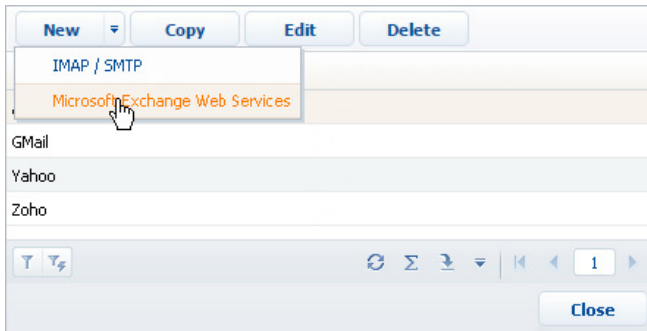 New Copy Edit Delete
IMAP / SMTP
Microsoft Exchange Web Services
GMail
Yahoo
Zoho
1
Close